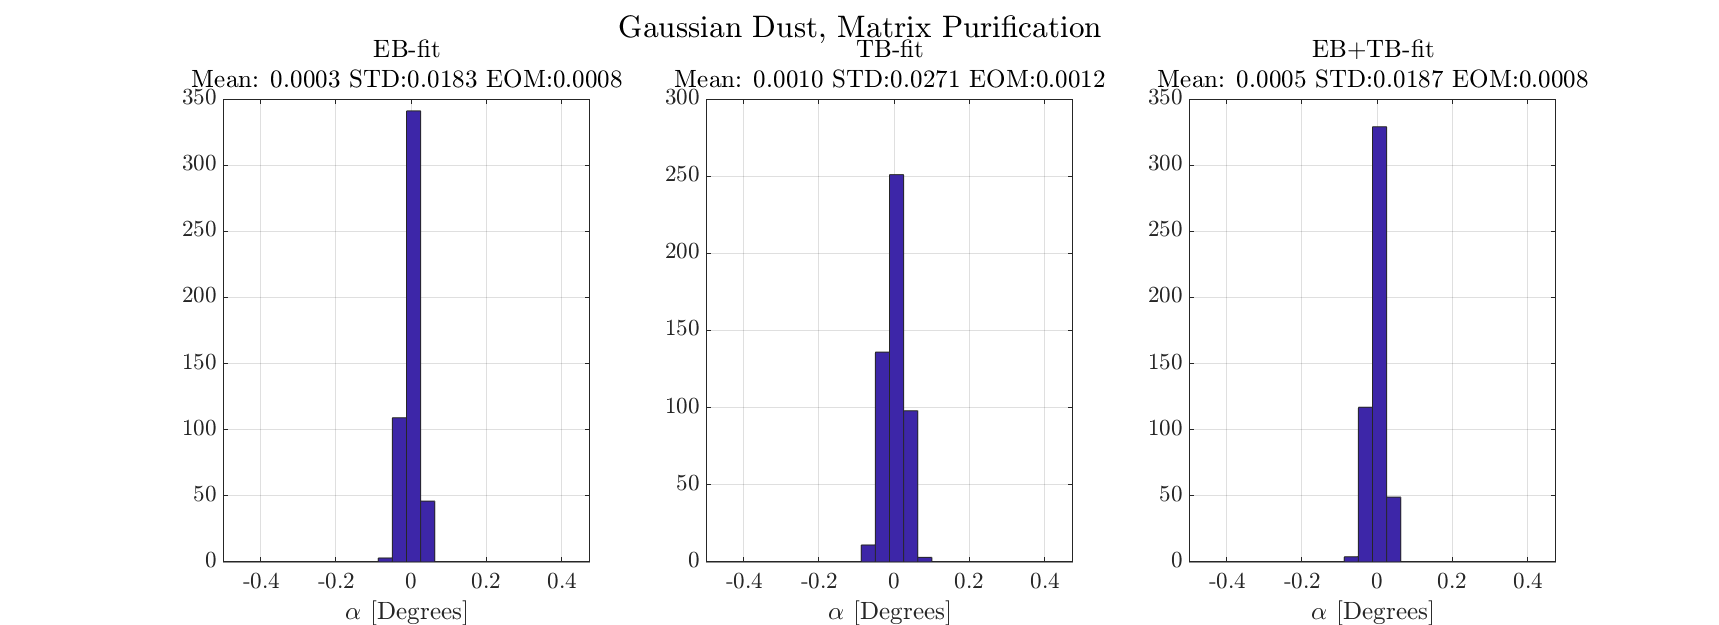 Gaussian Dust, Matrix Purification
EB-fit
Mean: 0.0003 STD:0.0183 EOM:0.0008
350
300
250
200
150
100
50
0
-0.4 -0.2 0 0.2 0.4
α [Degrees]
TB-fit
Mean: 0.0010 STD:0.0271 EOM:0.0012
300
250
200
150
100
50
0
-0.4 -0.2 0 0.2 0.4
α [Degrees]
EB+TB-fit
Mean: 0.0005 STD:0.0187 EOM:0.0008
350
300
250
200
150
100
50
0
-0.4 -0.2 0 0.2 0.4
α [Degrees]